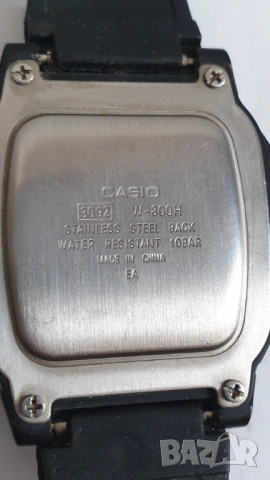 CASIO
3092 W-800H
STAINLESS STEEL BACK
WATER RESISTANT 10BAR
MADE IN CHINA
EA
BAZAR